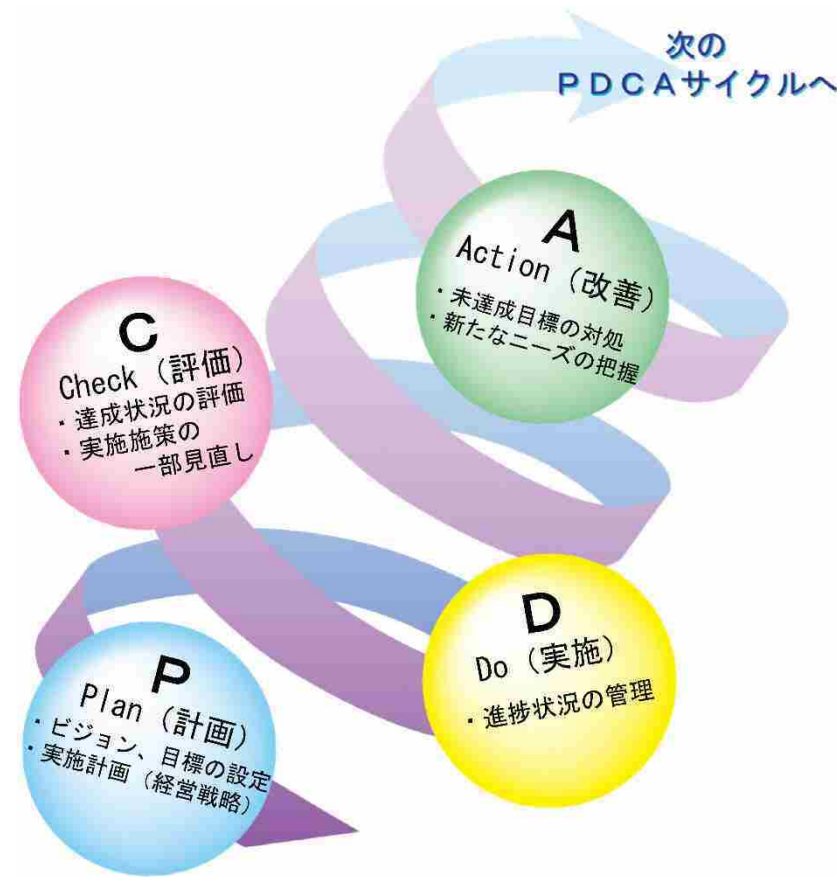 次の
PDCAサイクルへ
A
Action（改善）
・未達成目標の対処
・新たなニーズの把握
C
Check（評価）
・達成状況の評価
・実施施策の
一部見直し
D
Do（実施）
・進捗状況の管理
P
Plan（計画）
・ビジョン、目標の設定
・実施計画（経営戦略）